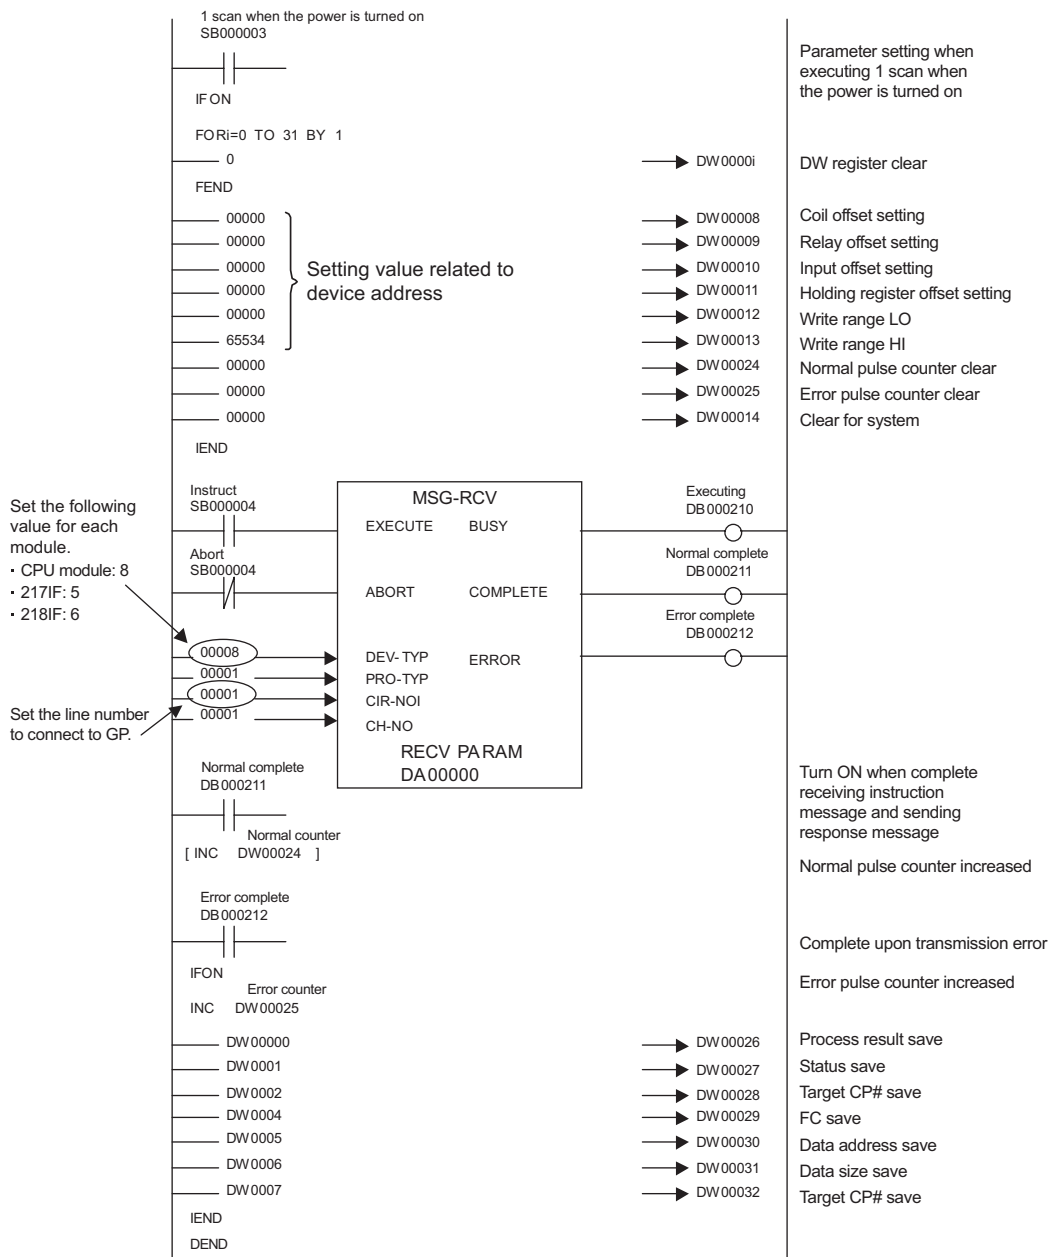 1 scan when the power is turned on
SB000003
Parameter setting when
executing 1 scan when
the power is turned on
IFON
FORi=0 TO 31 BY 1
0 DW0000i DW register clear
FEND
00000 DW00008 Coil offset setting
00000 DW00009 Relay offset setting
00000 DW00010 Input offset setting
Setting value related to
device address
00000 DW00011 Holding register offset setting
00000 DW00012 Write range LO
65534 DW00013 Write range HI
00000 DW00024 Normal pulse counter clear
00000 DW00025 Error pulse counter clear
00000 DW00014 Clear for system
IEND
Set the following
value for each
module.
· CPU module: 8
· 217IF: 5
· 218IF: 6
Instruct
SB000004
MSG-RCV
Executing
DB000210
EXECUTE BUSY
Abort
SB000004
Normal complete
DB000211
ABORT COMPLETE
Error complete
DB000212
00008 DEV-TYP ERROR
00001 PRO-TYP
00001 CIR-NOI
00001 CH-NO
Set the line number
to connect to GP.
RECV PARAM
DA00000
Normal complete
DB000211
Turn ON when complete
receiving instruction
message and sending
response message
Normal counter
[ INC DW00024 ]
Normal pulse counter increased
Error complete
DB000212
Complete upon transmission error
IFON
Error counter
INC DW00025
Error pulse counter increased
DW00000 DW00026 Process result save
DW0001 DW00027 Status save
DW0002 DW00028 Target CP# save
DW0004 DW00029 FC save
DW0005 DW00030 Data address save
DW0006 DW00031 Data size save
DW0007 DW00032 Target CP# save
IEND
DEND